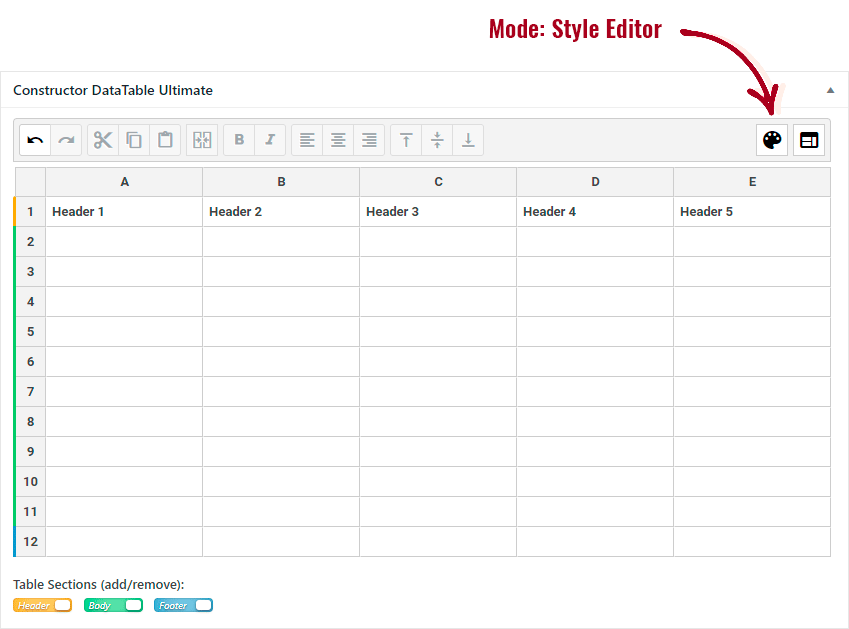 Mode: Style Editor
Constructor DataTable Ultimate
B I
A B C D E
1 Header 1 Header 2 Header 3 Header 4 Header 5
2
3
4
5
6
7
8
9
10
11
12
Table Sections (add/remove):
Header Body Footer